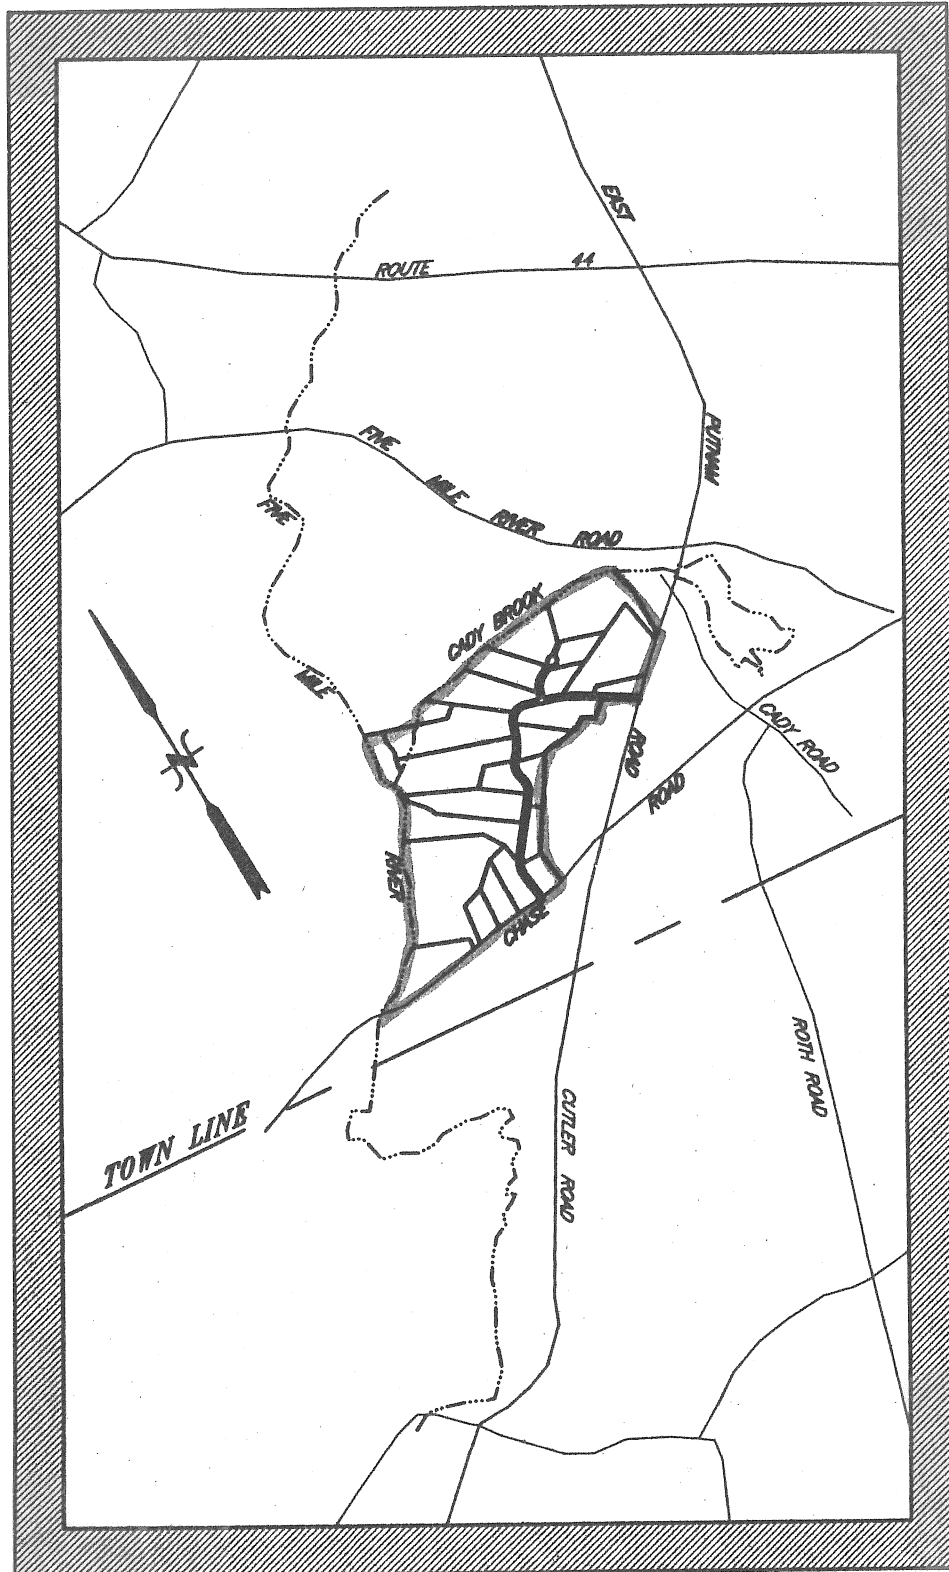 EAST
ROUTE 44
PUTNAM
FIVE MILE RIVER ROAD
FIVE
CADY BROOK
MILE
CADY ROAD
ROAD
ROAD
RIVER
CHASE
N
ROTH ROAD
CUTLER ROAD
TOWN LINE